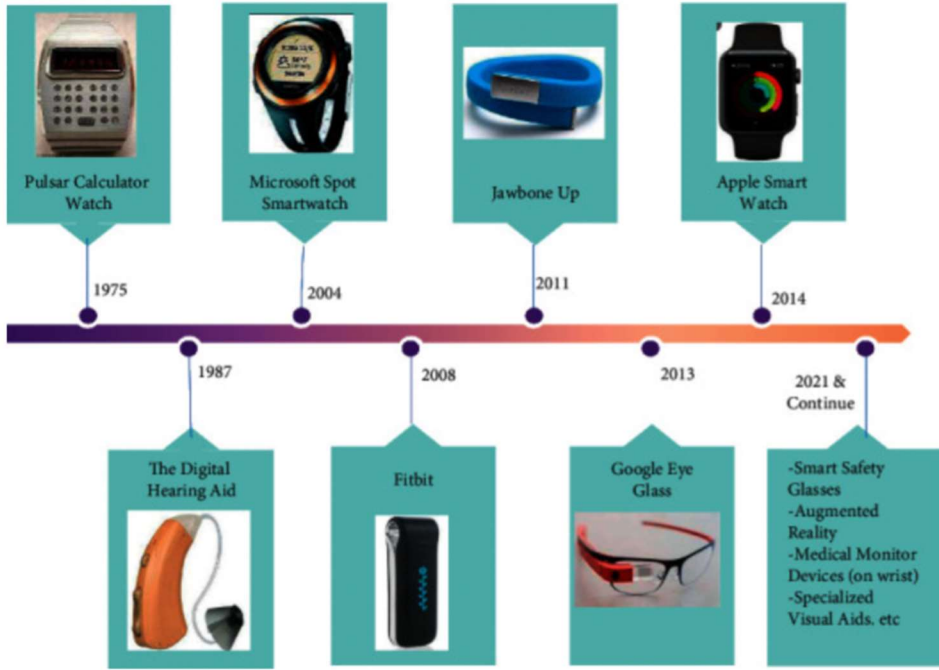 Pulsar Calculator
Watch
Microsoft Spot
Smartwatch
Jawbone Up
Apple Smart
Watch
1975
2004
2011
2014
1987
2008
2013
2021 &
Continue
The Digital
Hearing Aid
Fitbit
Google Eye
Glass
-Smart Safety
Glasses
-Augmented
Reality
-Medical Monitor
Devices (on wrist)
-Specialized
Visual Aids. etc